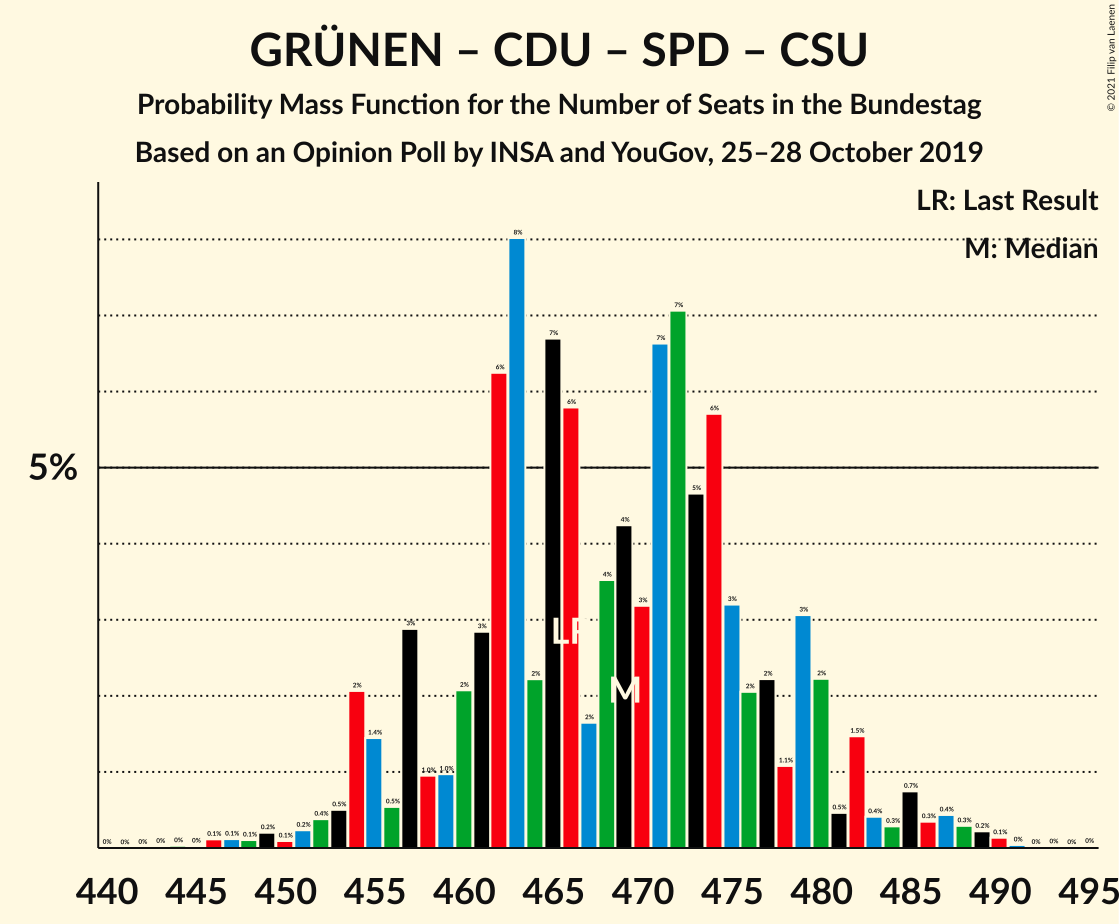 GRÜNEN – CDU – SPD – CSU
Probability Mass Function for the Number of Seats in the Bundestag
Based on an Opinion Poll by INSA and YouGov, 25–28 October 2019
© 2021 Filip van Laenen
LR: Last Result
M: Median
5%
0% 0% 0% 0% 0% 0% 0.1% 0.1% 0.1% 0.2% 0.1% 0.2% 0.4% 0.5% 2% 1.4% 0.5% 3% 1.0% 1.0% 2% 3% 6% 8% 2% 7% 6% 2% 4% 4% 3% 7% 7% 5% 6% 3% 2% 2% 1.1% 3% 2% 0.5% 1.5% 0.4% 0.3% 0.7% 0.3% 0.4% 0.3% 0.2% 0.1% 0% 0% 0% 0% 0%
LR
M
440 445 450 455 460 465 470 475 480 485 490 495